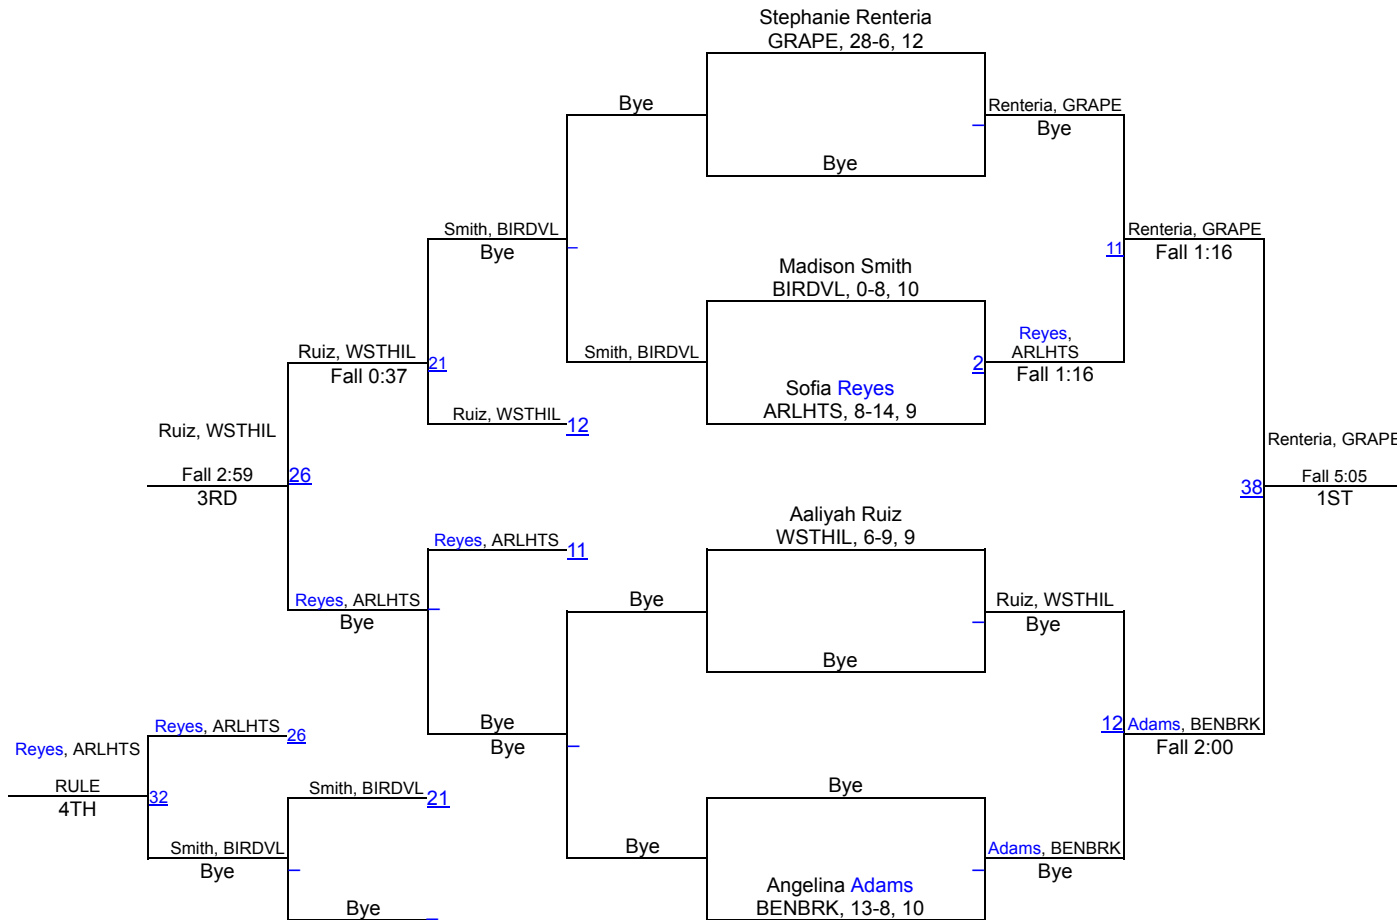 Stephanie Renteria
GRAPE, 28-6, 12
Bye
Renteria, GRAPE
Bye
Bye
Smith, BIRDVL
Bye
Renteria, GRAPE
11
Fall 1:16
Madison Smith
BIRDVL, 0-8, 10
Reyes,
ARLHTS
Ruiz, WSTHIL
Smith, BIRDVL
21
2
Fall 0:37
Fall 1:16
Sofia Reyes
ARLHTS, 8-14, 9
Ruiz, WSTHIL
12
Ruiz, WSTHIL
Renteria, GRAPE
Fall 2:59
26
38
Fall 5:05
3RD
1ST
Aaliyah Ruiz
WSTHIL, 6-9, 9
Reyes, ARLHTS
11
Reyes, ARLHTS
Bye
Ruiz, WSTHIL
Bye
Bye
Bye
Bye
Bye
12
Adams, BENBRK
Fall 2:00
Reyes, ARLHTS
Reyes, ARLHTS
26
RULE
32
4TH
Smith, BIRDVL
21
Bye
Smith, BIRDVL
Bye
Bye
Adams, BENBRK
Bye
Angelina Adams
BENBRK, 13-8, 10
Bye